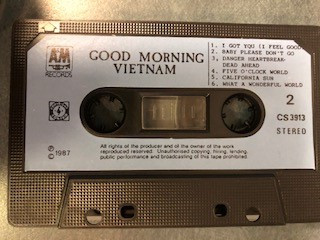 A&M
RECORDS
GOOD MORNING
VIETNAM
1. I GOT YOU (I FEEL GOOD
2. BABY PLEASE DON'T GO
3. DANGER HEARTBREAK
DEAD AHEAD
4. FIVE O'CLOCK WORLD
5. CALIFORNIA SUN
6. WHAT A WONDERFUL WORLD
2
CS 3913
STEREO
℗
© 1987
All rights of the producer and of the owner of the work
reproduced reserved. Unauthorised copying, hiring, lending,
public performance and broadcasting of this tape prohibited.